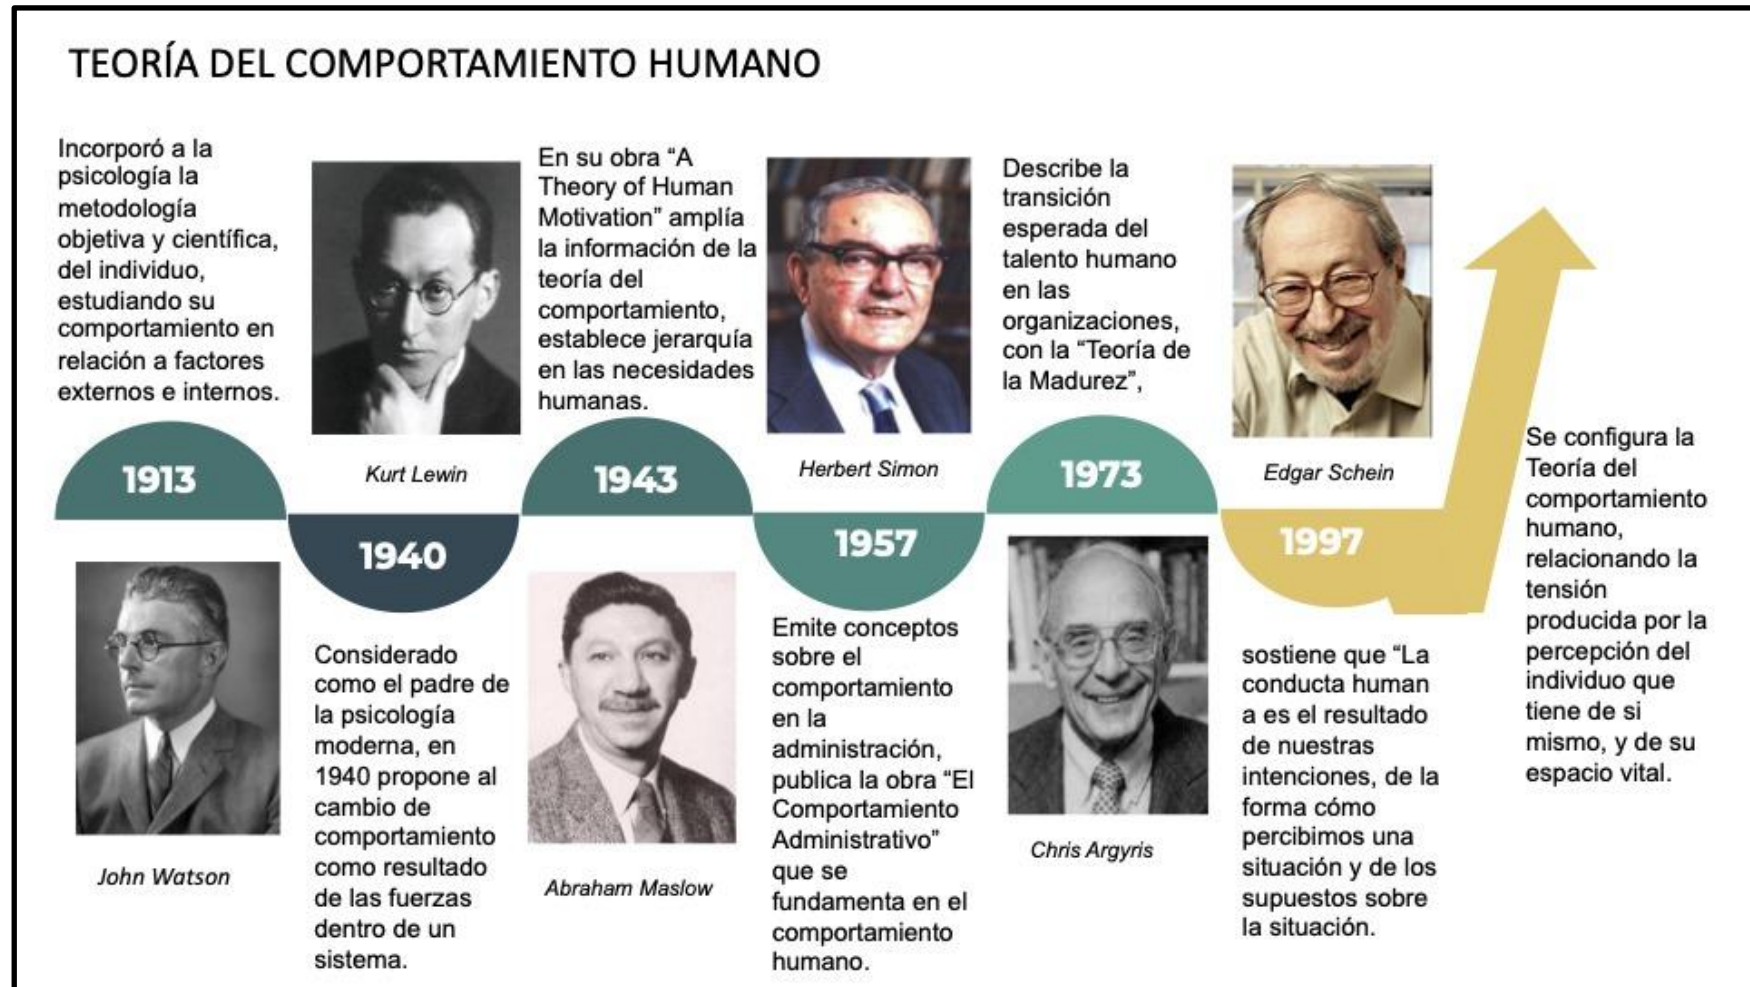 TEORÍA DEL COMPORTAMIENTO HUMANO
Incorporó a la
psicología la
metodología
objetiva y científica,
del individuo,
estudiando su
comportamiento en
relación a factores
externos e internos.
1913
John Watson
Kurt Lewin
1940
Considerado
como el padre de
la psicología
moderna, en
1940 propone al
cambio de
comportamiento
como resultado
de las fuerzas
dentro de un
sistema.
En su obra “A
Theory of Human
Motivation” amplía
la información de la
teoría del
comportamiento,
establece jerarquía
en las necesidades
humanas.
1943
Abraham Maslow
Herbert Simon
1957
Emite conceptos
sobre el
comportamiento
en la
administración,
publica la obra “El
Comportamiento
Administrativo”
que se
fundamenta en el
comportamiento
humano.
Describe la
transición
esperada del
talento humano
en las
organizaciones,
con la “Teoría de
la Madurez”,
1973
Chris Argyris
Edgar Schein
1997
sostiene que “La
conducta human
a es el resultado
de nuestras
intenciones, de la
forma cómo
percibimos una
situación y de los
supuestos sobre
la situación.
Se configura la
Teoría del
comportamiento
humano,
relacionando la
tensión
producida por la
percepción del
individuo que
tiene de si
mismo, y de su
espacio vital.